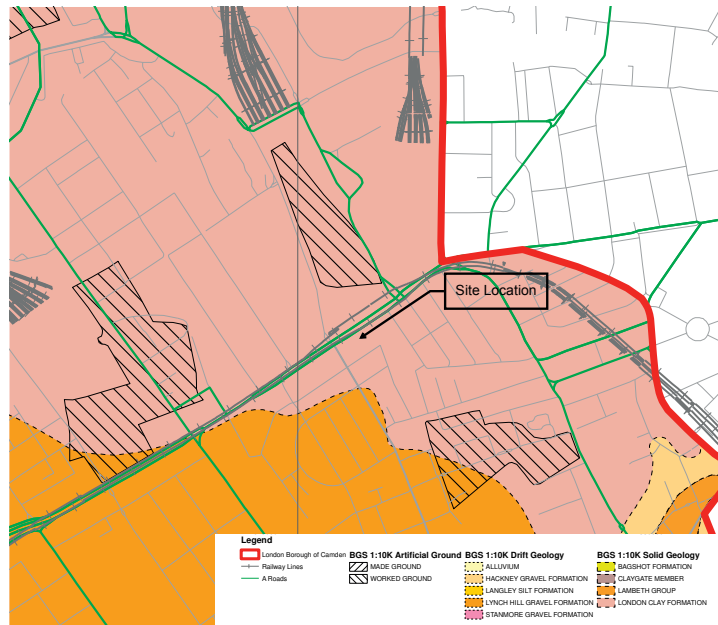 Site Location
Legend
London Borough of Camden
Railway Lines
A Roads
BGS 1:10K Artificial Ground
MADE GROUND
WORKED GROUND
BGS 1:10K Drift Geology
ALLUVIUM
HACKNEY GRAVEL FORMATION
LANGLEY SILT FORMATION
LYNCH HILL GRAVEL FORMATION
STANMORE GRAVEL FORMATION
BGS 1:10K Solid Geology
BAGSHOT FORMATION
CLAYGATE MEMBER
LAMBETH GROUP
LONDON CLAY FORMATION